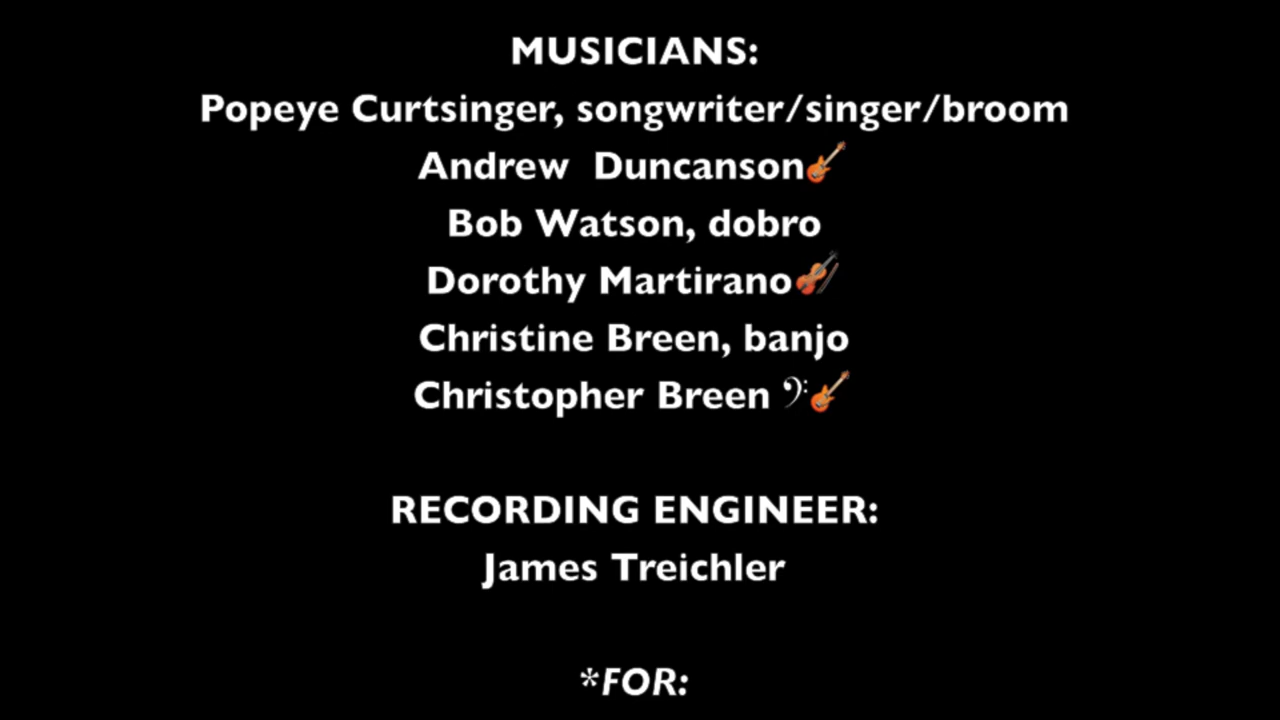 MUSICIANS:
Popeye Curtsinger, songwriter/singer/broom
Andrew Duncanson🎸
Bob Watson, dobro
Dorothy Martirano🎻
Christine Breen, banjo
Christopher Breen 𝄢🎸
RECORDING ENGINEER:
James Treichler
*FOR: